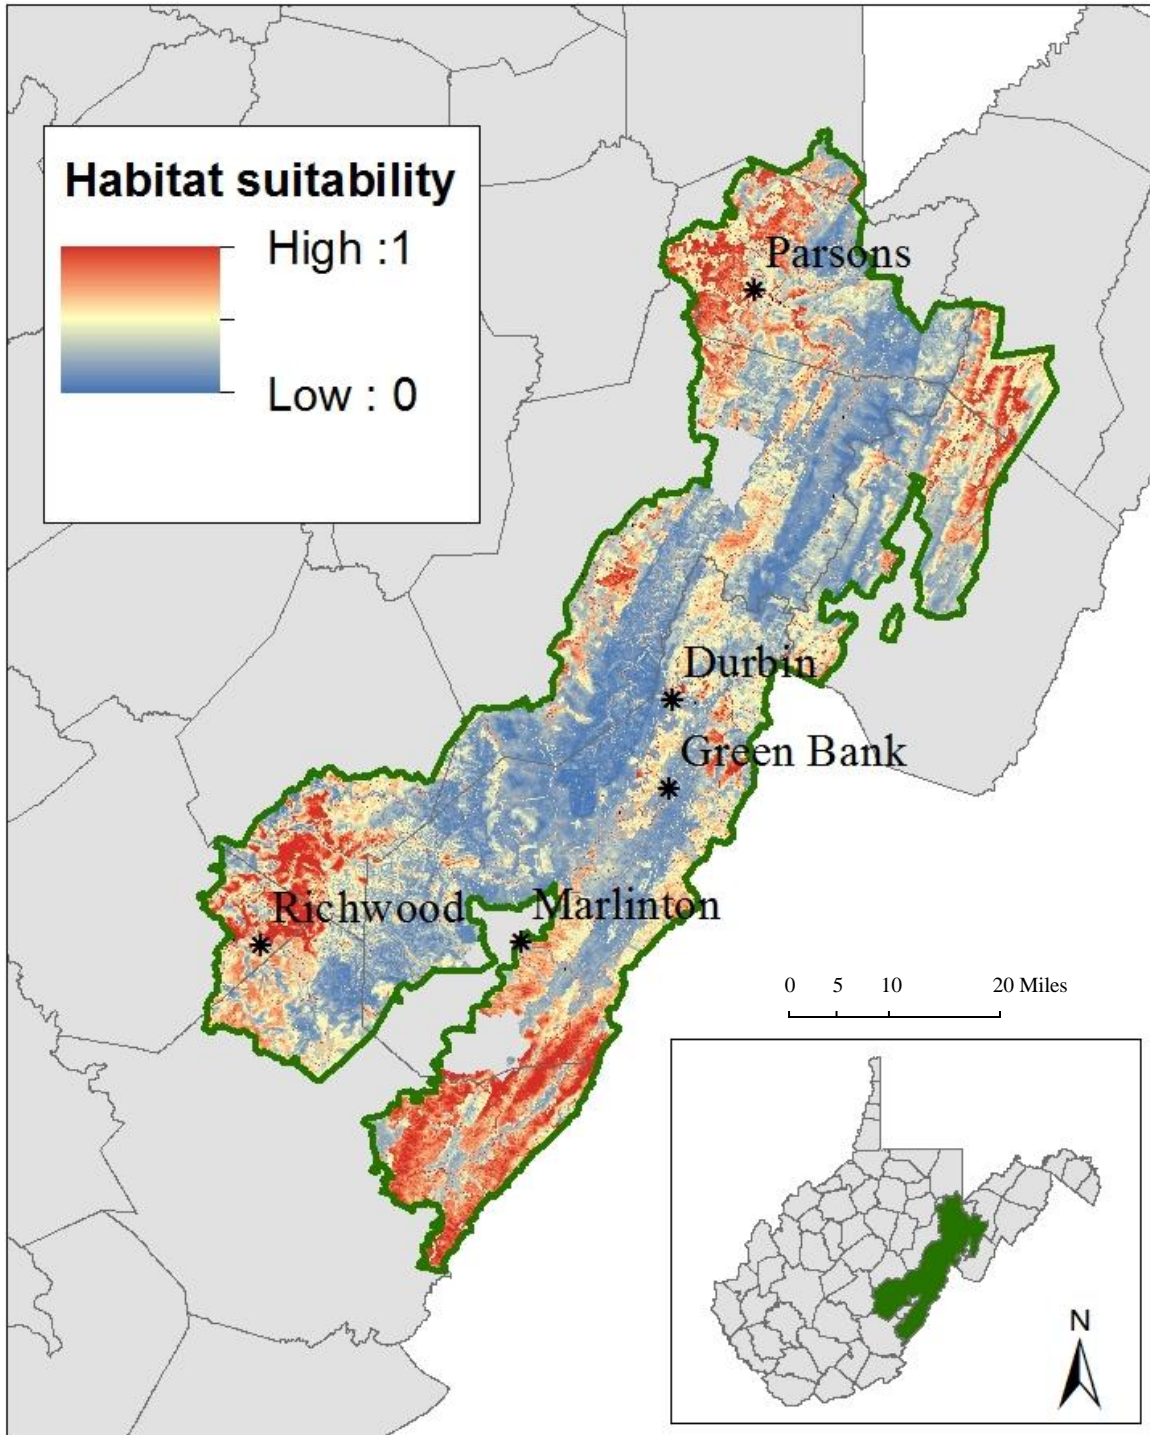 Habitat suitability
High :1
Low : 0
Parsons
Durbin
Green Bank
Richwood
Marlinton
0 5 10 20 Miles
N